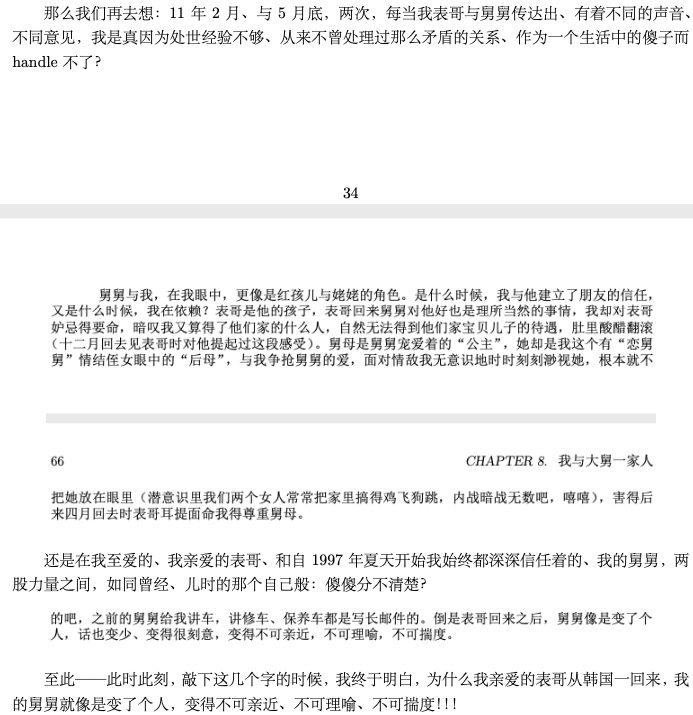 那么我们再去想：11 年 2 月、与 5 月底，两次，每当我表哥与舅舅传达出、有着不同的声音、
不同意见，我是真因为处世经验不够、从来不曾处理过那么矛盾的关系、作为一个生活中的傻子而
handle 不了?
34
舅舅与我，在我眼中，更像是红孩儿与姥姥的角色。是什么时候，我与他建立了朋友的信任，
又是什么时候，我在依赖？表哥是他的孩子，表哥回来舅舅对他好也是理所当然的事情，我却对表哥
妒忌得要命，暗叹我又算得了他们家的什么人，自然无法得到他们家宝贝儿子的待遇，肚里酸醋翻滚
（十二月回去见表哥时对他提起过这段感受）。舅母是舅舅宠爱着的“公主”，她却是我这个有“恋舅
舅”情结侄女眼中的“后母”，与我争抢舅舅的爱，面对情敌我无意识地时时刻刻渺视她，根本就不
66
CHAPTER 8. 我与大舅一家人
把她放在眼里（潜意识里我们两个女人常常把家里搞得鸡飞狗跳，内战暗战无数吧，嘻嘻），害得后
来四月回去时表哥耳提面命我得尊重舅母。
还是在我至爱的、我亲爱的表哥、和自 1997 年夏天开始我始终都深深信任着的、我的舅舅，两
股力量之间，如同曾经、儿时的那个自己般：傻傻分不清楚?
的吧，之前的舅舅给我讲车，讲修车、保养车都是写长邮件的。倒是表哥回来之后，舅舅像是变了个
人，话也变少、变得很刻意，变得不可亲近，不可理喻，不可揣度。
至此——此时此刻，敲下这几个字的时候，我终于明白，为什么我亲爱的表哥从韩国一回来，我
的舅舅就像是变了个人，变得不可亲近、不可理喻、不可揣度!!!